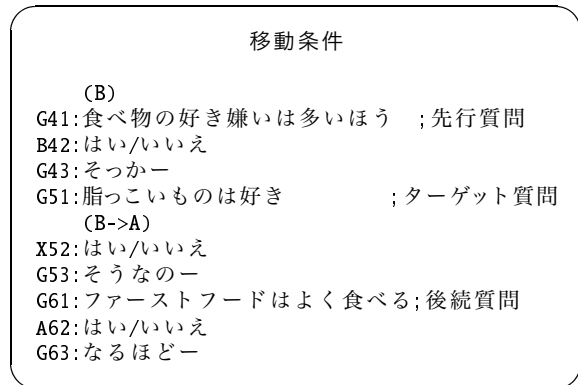 移動条件
(B)
G41:食べ物の好き嫌いは多いほう ;先行質問
B42:はい/いいえ
G43:そっかー
G51:脂っこいものは好き ;ターゲット質問
(B->A)
X52:はい/いいえ
G53:そうなのー
G61:ファーストフードはよく食べる;後続質問
A62:はい/いいえ
G63:なるほどー